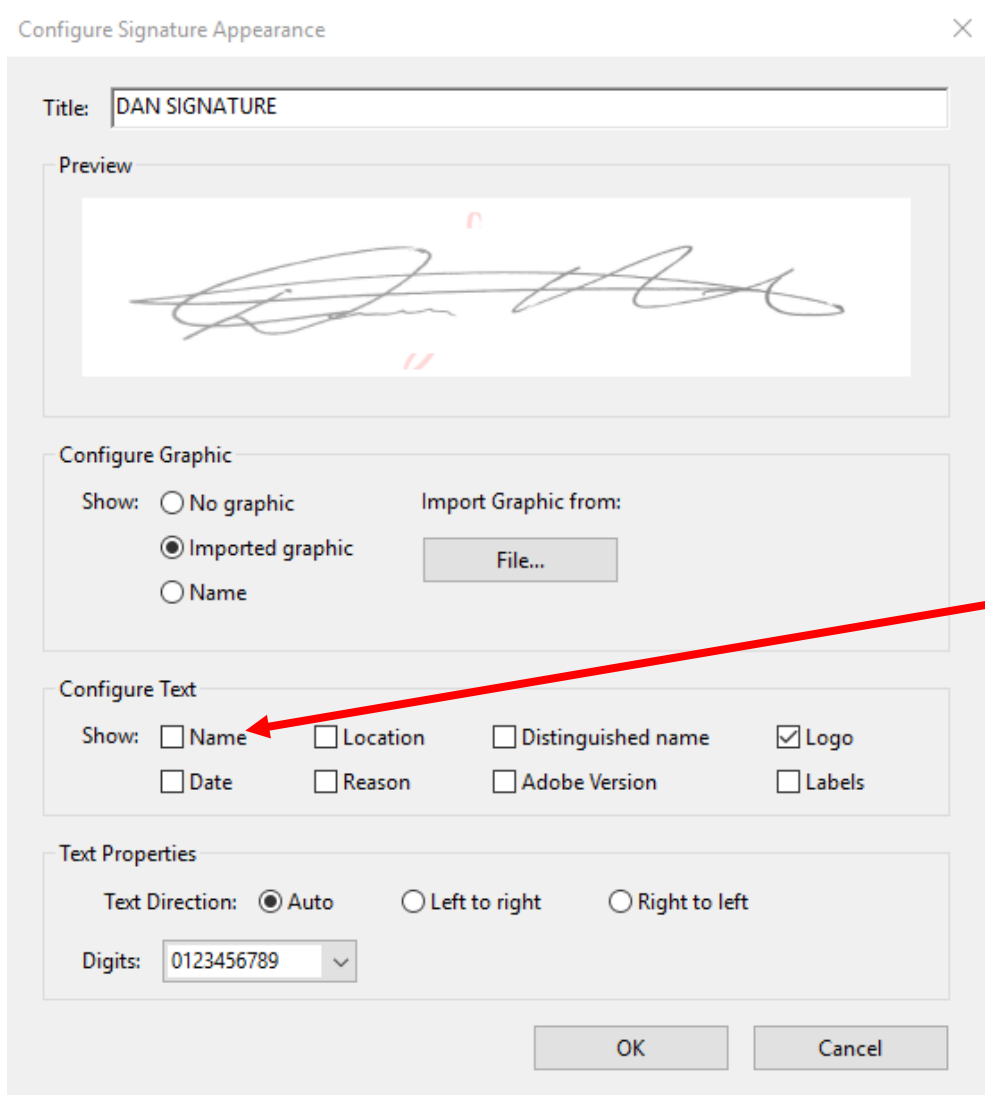 Configure Signature Appearance
Title: DAN SIGNATURE
Preview
Configure Graphic
Show: No graphic Import Graphic from:
Imported graphic File...
Name
Configure Text
Show: Name Location Distinguished name Logo
Date Reason Adobe Version Labels
Text Properties
Text Direction: Auto Left to right Right to left
Digits: 0123456789
OK Cancel